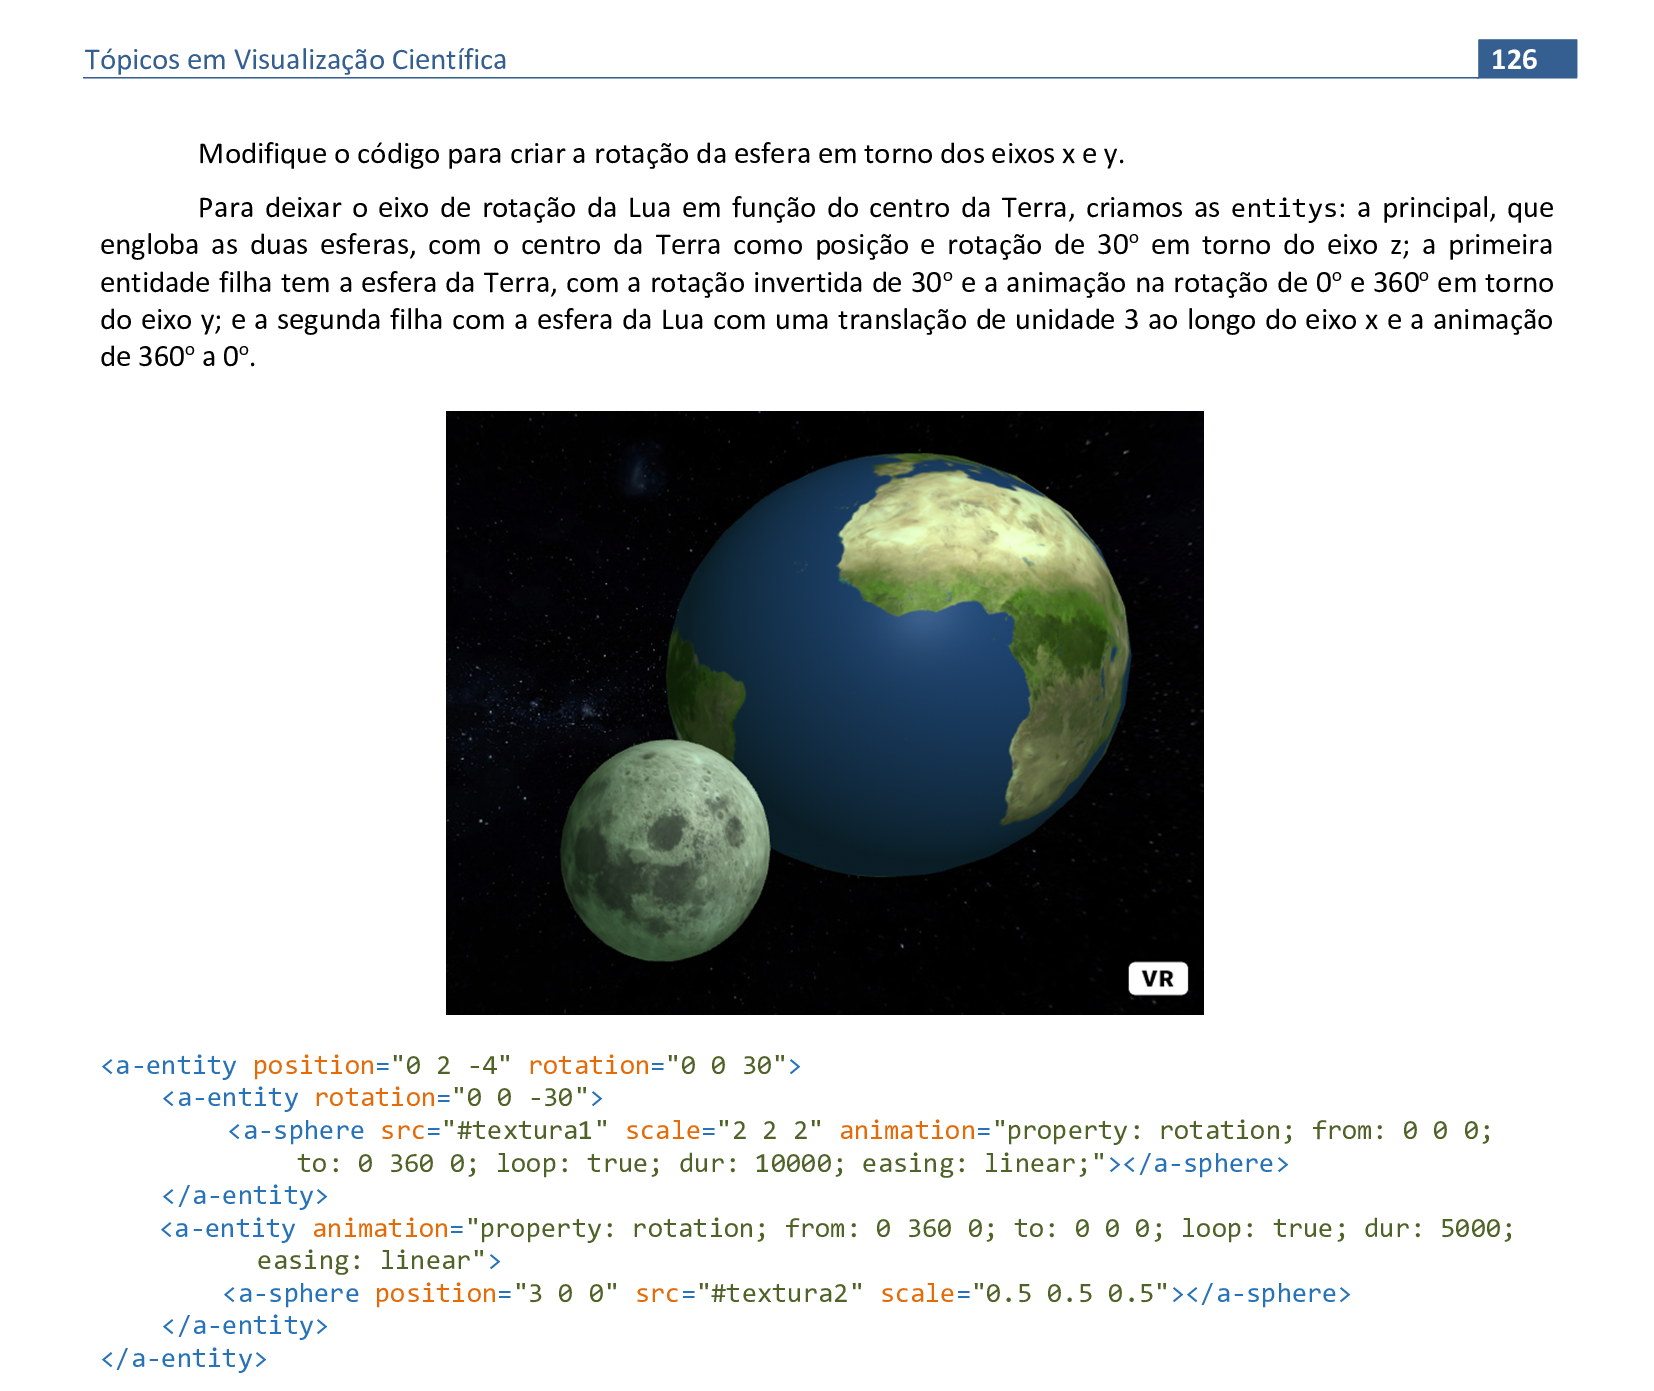 Tópicos em Visualização Científica 126
Modifique o código para criar a rotação da esfera em torno dos eixos x e y.
Para deixar o eixo de rotação da Lua em função do centro da Terra, criamos as entitys: a principal, que
engloba as duas esferas, com o centro da Terra como posição e rotação de 30º em torno do eixo z; a primeira
entidade filha tem a esfera da Terra, com a rotação invertida de 30º e a animação na rotação de 0º e 360º em torno
do eixo y; e a segunda filha com a esfera da Lua com uma translação de unidade 3 ao longo do eixo x e a animação
de 360º a 0º.
VR
<a-entity position="0 2 -4" rotation="0 0 30">
<a-entity rotation="0 0 -30">
<a-sphere src="#textura1" scale="2 2 2" animation="property: rotation; from: 0 0 0;
to: 0 360 0; loop: true; dur: 10000; easing: linear;"></a-sphere>
</a-entity>
<a-entity animation="property: rotation; from: 0 360 0; to: 0 0 0; loop: true; dur: 5000;
easing: linear">
<a-sphere position="3 0 0" src="#textura2" scale="0.5 0.5 0.5"></a-sphere>
</a-entity>
</a-entity>